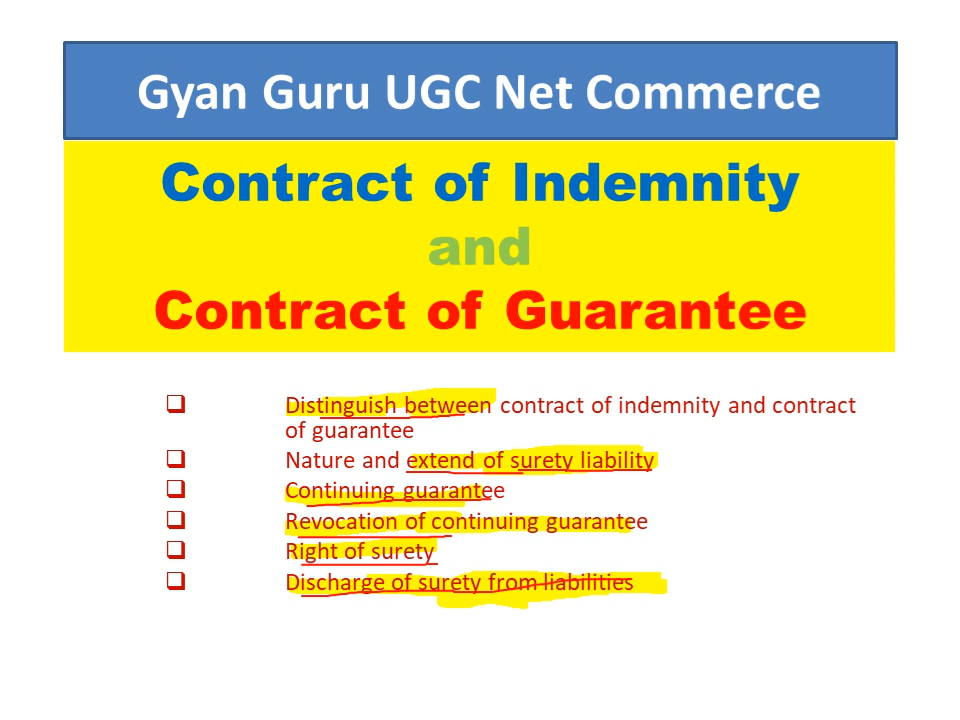 Gyan Guru UGC Net Commerce
Contract of Indemnity
and
Contract of Guarantee
Distinguish between contract of indemnity and contract
of guarantee
Nature and extend of surety liability
Continuing guarantee
Revocation of continuing guarantee
Right of surety
Discharge of surety from liabilities